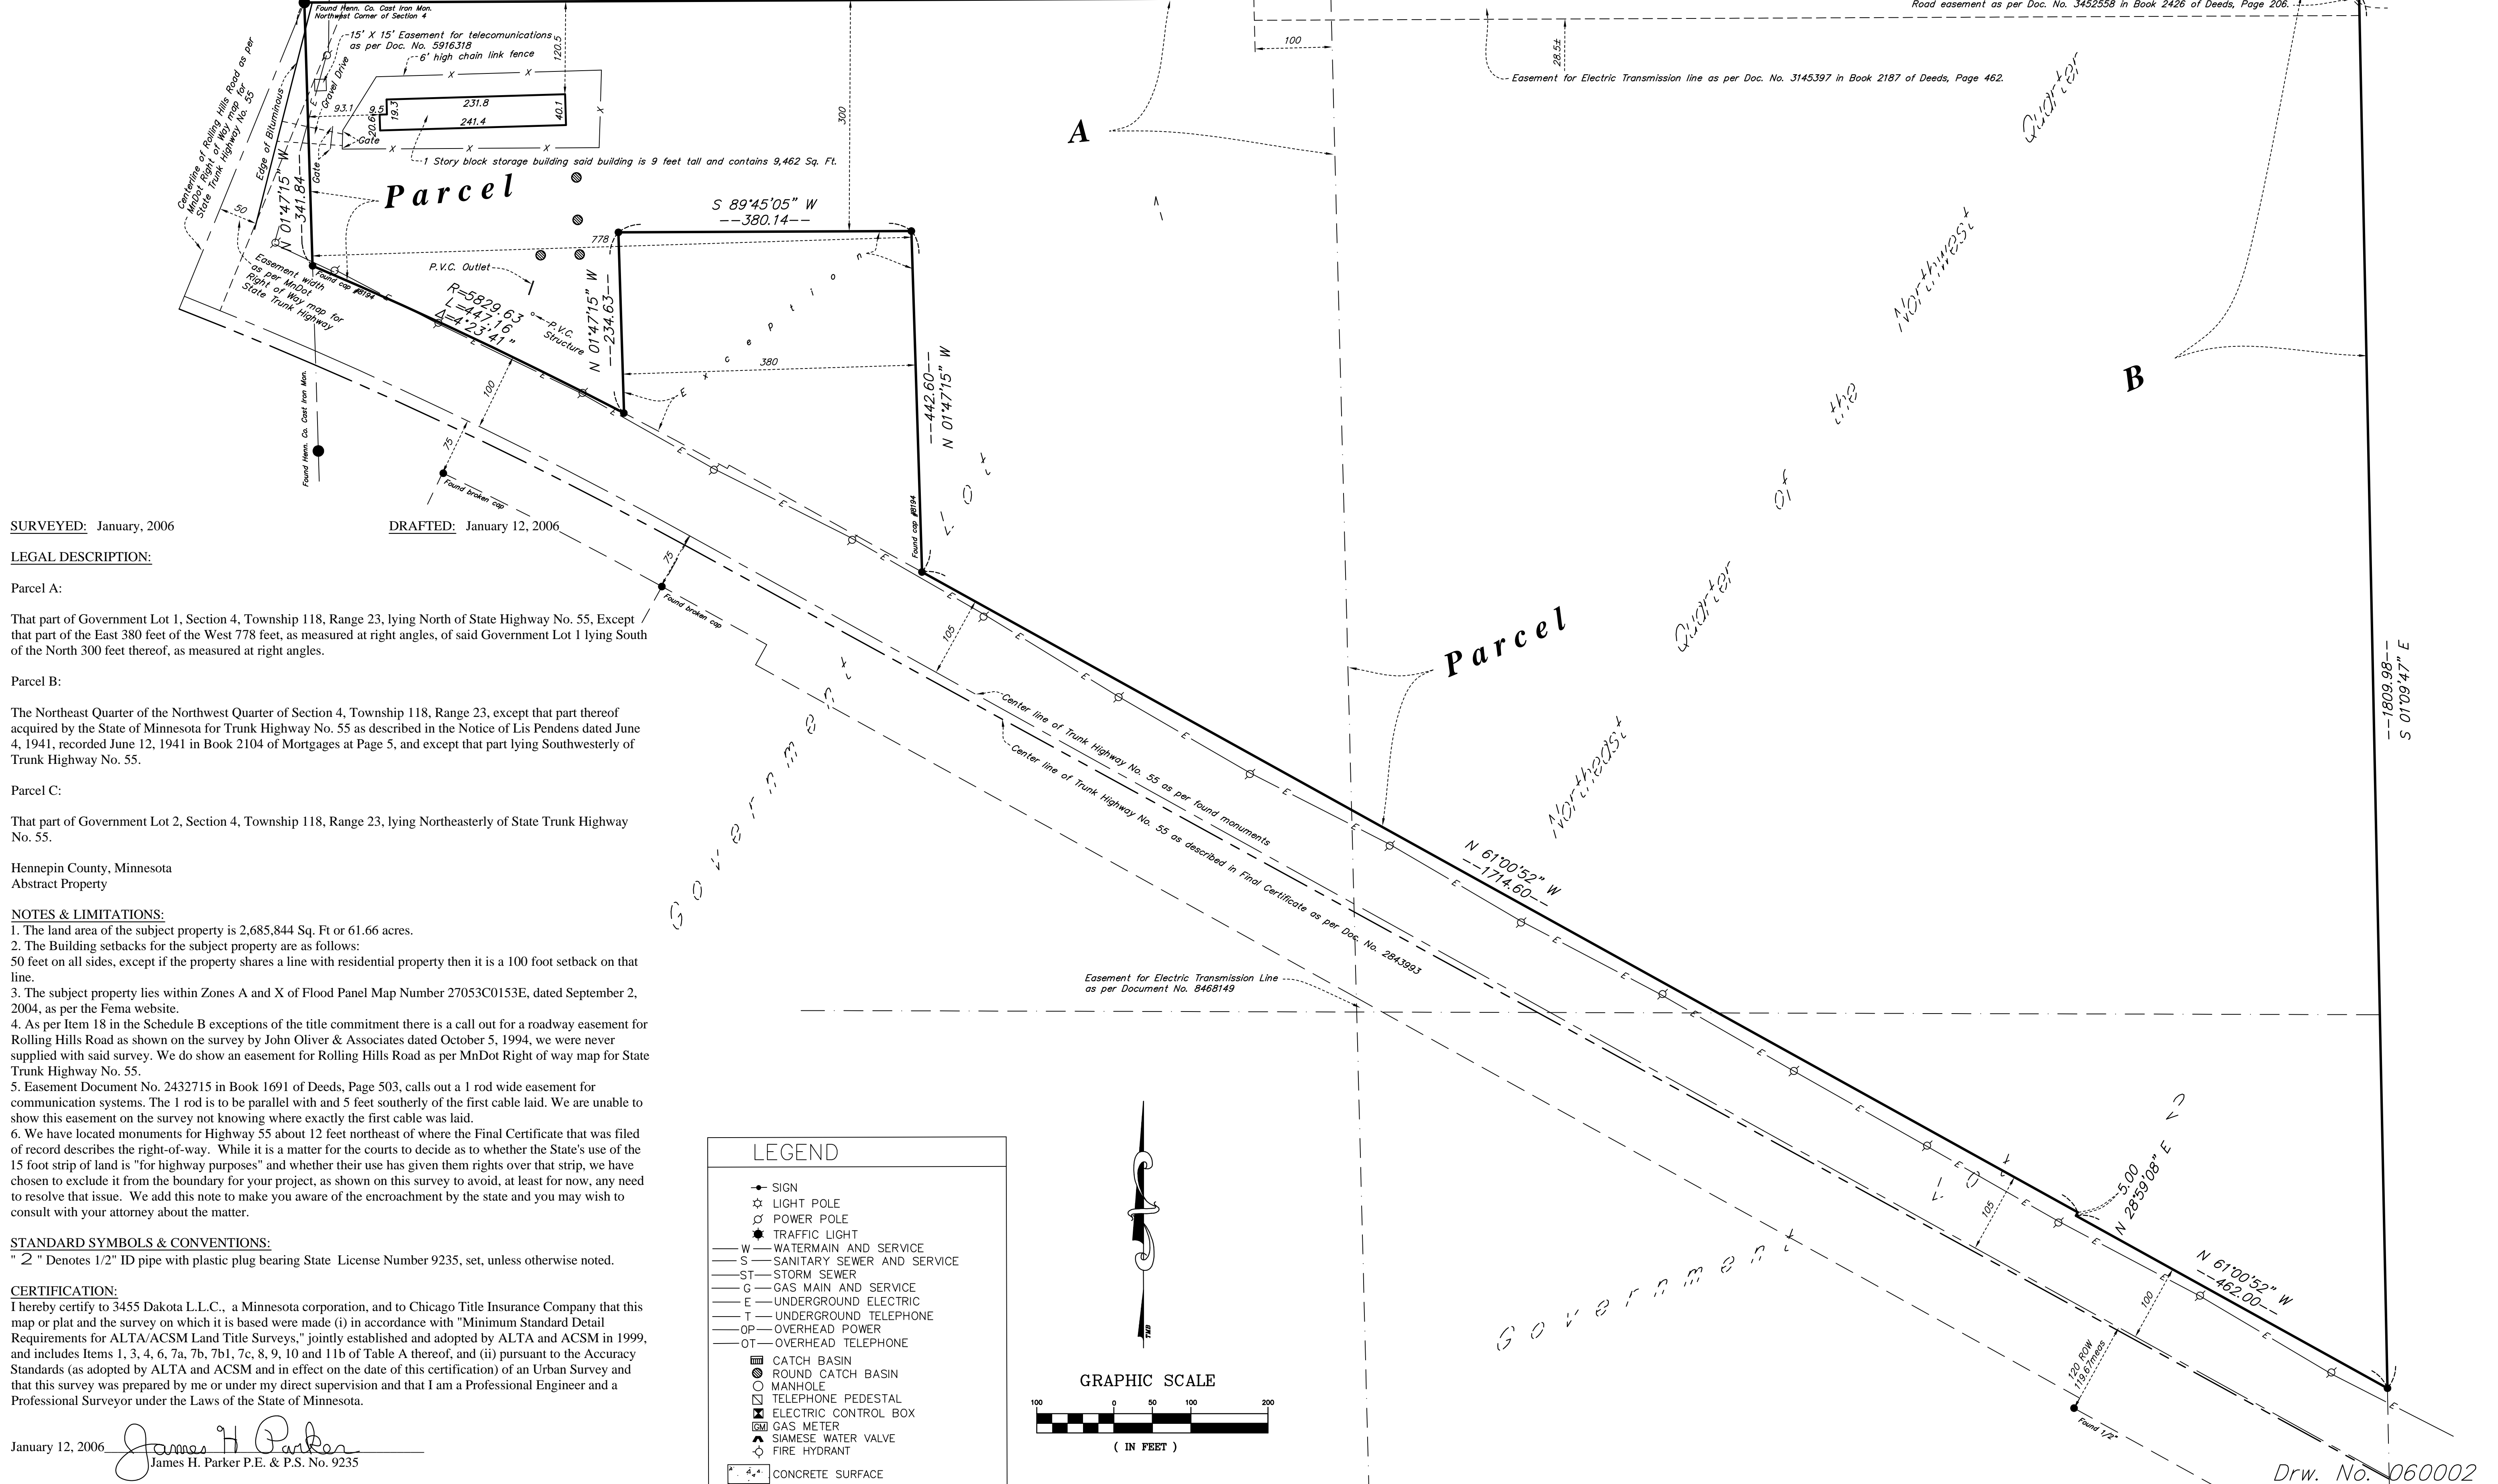 Found Henn. Co. Cast Iron Mon.
Northwest Corner of Section 4
15' X 15' Easement for telecomunications
as per Doc. No. 5916318
6' high chain link fence
Centerline of Rolling Hills Road as per
MnDot Right of Way map for
State Trunk Highway No. 55
Edge of Bituminous
Gravel Drive
Gate
Gate
E
93.1
9.5
19.3
20.6
231.8
241.4
40.1
120.5
X X
X X X X
1 Story block storage building said building is 9 feet tall and contains 9,462 Sq. Ft.
300
50
N 01°47'15" W
--341.84--
Parcel
A
100
28.5±
Road easement as per Doc. No. 3452558 in Book 2426 of Deeds, Page 206.
Easement for Electric Transmission line as per Doc. No. 3145397 in Book 2187 of Deeds, Page 462.
S 89°45'05" W
--380.14--
778
Found cap #8194
Easement width
as per MnDot
Right of Way map for
State Trunk Highway
P.V.C. Outlet
P.V.C.
Structure
R=5829.63
L=447.16
Δ=4°23'41"
N 01°47'15" W
--234.63--
Exception
380
--442.60--
N 01°47'15" W
Found cap #8194
Found Henn. Co. Cast Iron Mon.
100
75
Found broken cap
75
Found broken cap
105
Government Lot 1
Northeast Quarter of the Northwest Quarter
B
Parcel
--1809.98--
S 01°09'47" E
Center line of Trunk Highway No. 55 as per found monuments
Center line of Trunk Highway No. 55 as described in Final Certificate as per Doc. No. 2843993
N 61°00'52" W
--1714.60--
Easement for Electric Transmission Line
as per Document No. 8468149
Government Lot 2
5.00
N 28°59'08" E
105
N 61°00'52" W
--462.00--
100
120 ROW
119.67meas
Found 1/2"
SURVEYED: January, 2006 DRAFTED: January 12, 2006
LEGAL DESCRIPTION:
Parcel A:
That part of Government Lot 1, Section 4, Township 118, Range 23, lying North of State Highway No. 55, Except
that part of the East 380 feet of the West 778 feet, as measured at right angles, of said Government Lot 1 lying South
of the North 300 feet thereof, as measured at right angles.
Parcel B:
The Northeast Quarter of the Northwest Quarter of Section 4, Township 118, Range 23, except that part thereof
acquired by the State of Minnesota for Trunk Highway No. 55 as described in the Notice of Lis Pendens dated June
4, 1941, recorded June 12, 1941 in Book 2104 of Mortgages at Page 5, and except that part lying Southwesterly of
Trunk Highway No. 55.
Parcel C:
That part of Government Lot 2, Section 4, Township 118, Range 23, lying Northeasterly of State Trunk Highway
No. 55.
Hennepin County, Minnesota
Abstract Property
NOTES & LIMITATIONS:
1. The land area of the subject property is 2,685,844 Sq. Ft or 61.66 acres.
2. The Building setbacks for the subject property are as follows:
50 feet on all sides, except if the property shares a line with residential property then it is a 100 foot setback on that
line.
3. The subject property lies within Zones A and X of Flood Panel Map Number 27053C0153E, dated September 2,
2004, as per the Fema website.
4. As per Item 18 in the Schedule B exceptions of the title commitment there is a call out for a roadway easement for
Rolling Hills Road as shown on the survey by John Oliver & Associates dated October 5, 1994, we were never
supplied with said survey. We do show an easement for Rolling Hills Road as per MnDot Right of way map for State
Trunk Highway No. 55.
5. Easement Document No. 2432715 in Book 1691 of Deeds, Page 503, calls out a 1 rod wide easement for
communication systems. The 1 rod is to be parallel with and 5 feet southerly of the first cable laid. We are unable to
show this easement on the survey not knowing where exactly the first cable was laid.
6. We have located monuments for Highway 55 about 12 feet northeast of where the Final Certificate that was filed
of record describes the right-of-way. While it is a matter for the courts to decide as to whether the State's use of the
15 foot strip of land is "for highway purposes" and whether their use has given them rights over that strip, we have
chosen to exclude it from the boundary for your project, as shown on this survey to avoid, at least for now, any need
to resolve that issue. We add this note to make you aware of the encroachment by the state and you may wish to
consult with your attorney about the matter.
STANDARD SYMBOLS & CONVENTIONS:
" 2 " Denotes 1/2" ID pipe with plastic plug bearing State License Number 9235, set, unless otherwise noted.
CERTIFICATION:
I hereby certify to 3455 Dakota L.L.C., a Minnesota corporation, and to Chicago Title Insurance Company that this
map or plat and the survey on which it is based were made (i) in accordance with "Minimum Standard Detail
Requirements for ALTA/ACSM Land Title Surveys," jointly established and adopted by ALTA and ACSM in 1999,
and includes Items 1, 3, 4, 6, 7a, 7b, 7b1, 7c, 8, 9, 10 and 11b of Table A thereof, and (ii) pursuant to the Accuracy
Standards (as adopted by ALTA and ACSM and in effect on the date of this certification) of an Urban Survey and
that this survey was prepared by me or under my direct supervision and that I am a Professional Engineer and a
Professional Surveyor under the Laws of the State of Minnesota.
January 12, 2006 James H Parker
James H. Parker P.E. & P.S. No. 9235
LEGEND
SIGN
LIGHT POLE
POWER POLE
TRAFFIC LIGHT
W WATERMAIN AND SERVICE
S SANITARY SEWER AND SERVICE
ST STORM SEWER
G GAS MAIN AND SERVICE
E UNDERGROUND ELECTRIC
T UNDERGROUND TELEPHONE
OP OVERHEAD POWER
OT OVERHEAD TELEPHONE
CATCH BASIN
ROUND CATCH BASIN
MANHOLE
TELEPHONE PEDESTAL
ELECTRIC CONTROL BOX
GM GAS METER
SIAMESE WATER VALVE
FIRE HYDRANT
CONCRETE SURFACE
TMB
GRAPHIC SCALE
100 0 50 100 200
( IN FEET )
Drw. No. 060002